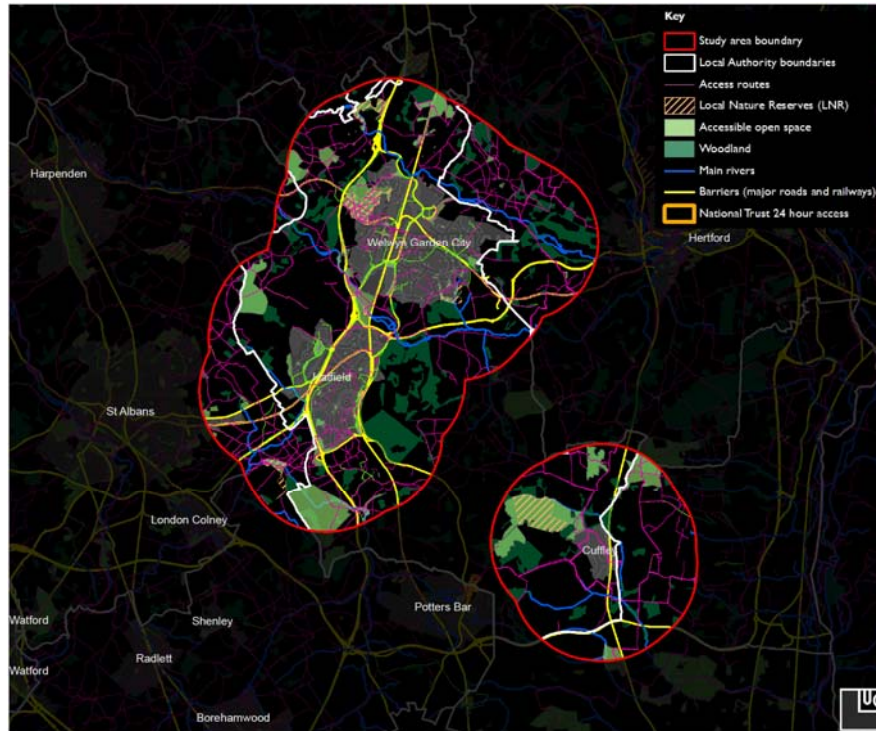 Key
Study area boundary
Local Authority boundaries
Access routes
Local Nature Reserves (LNR)
Accessible open space
Woodland
Main rivers
Barriers (major roads and railways)
National Trust 24 hour access
Harpenden
Welwyn Garden City
Hertford
Hatfield
St Albans
London Colney
Cuffley
Potters Bar
Watford
Shenley
Radlett
Watford
Borehamwood